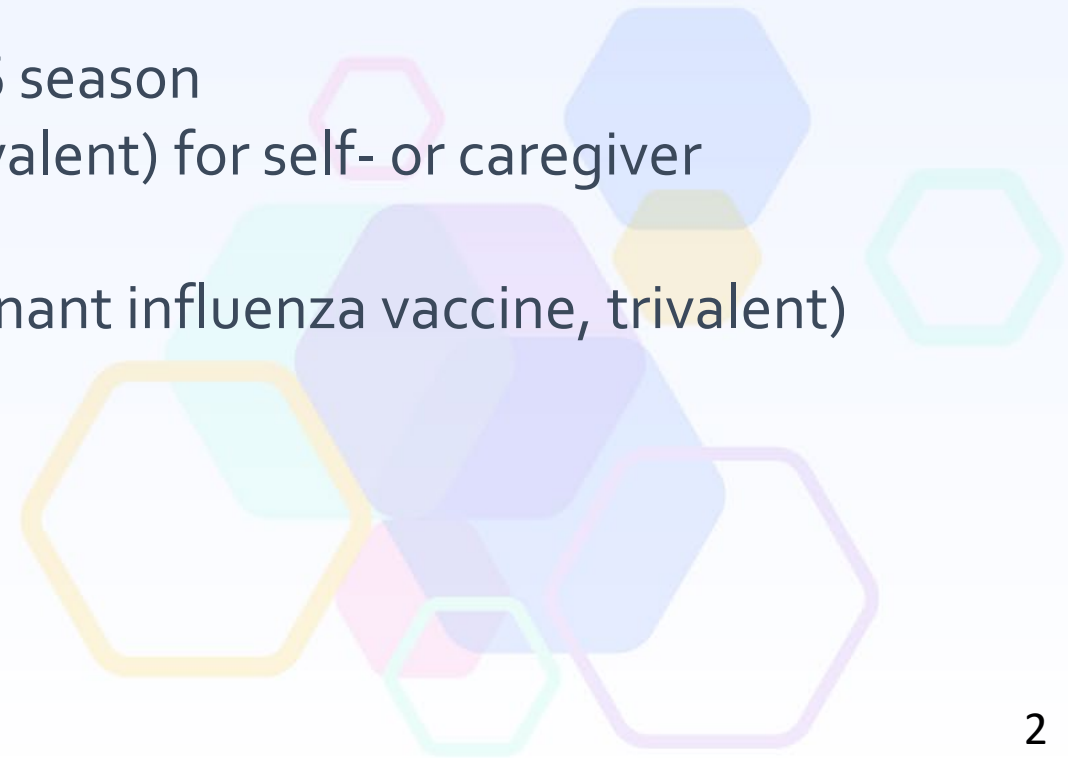 season
valent) for self- or caregiver
nant influenza vaccine, trivalent)
2